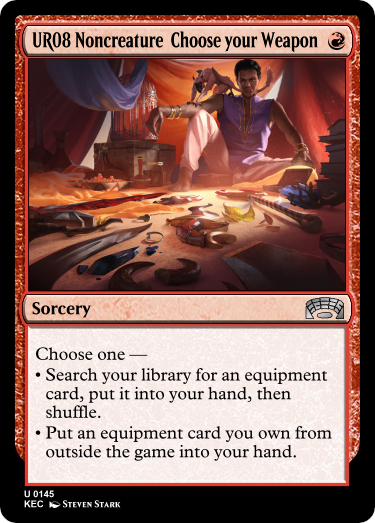 UR08 Noncreature Choose your Weapon
Sorcery
Choose one —
• Search your library for an equipment
card, put it into your hand, then
shuffle.
• Put an equipment card you own from
outside the game into your hand.
U 0145
KEC Steven Stark